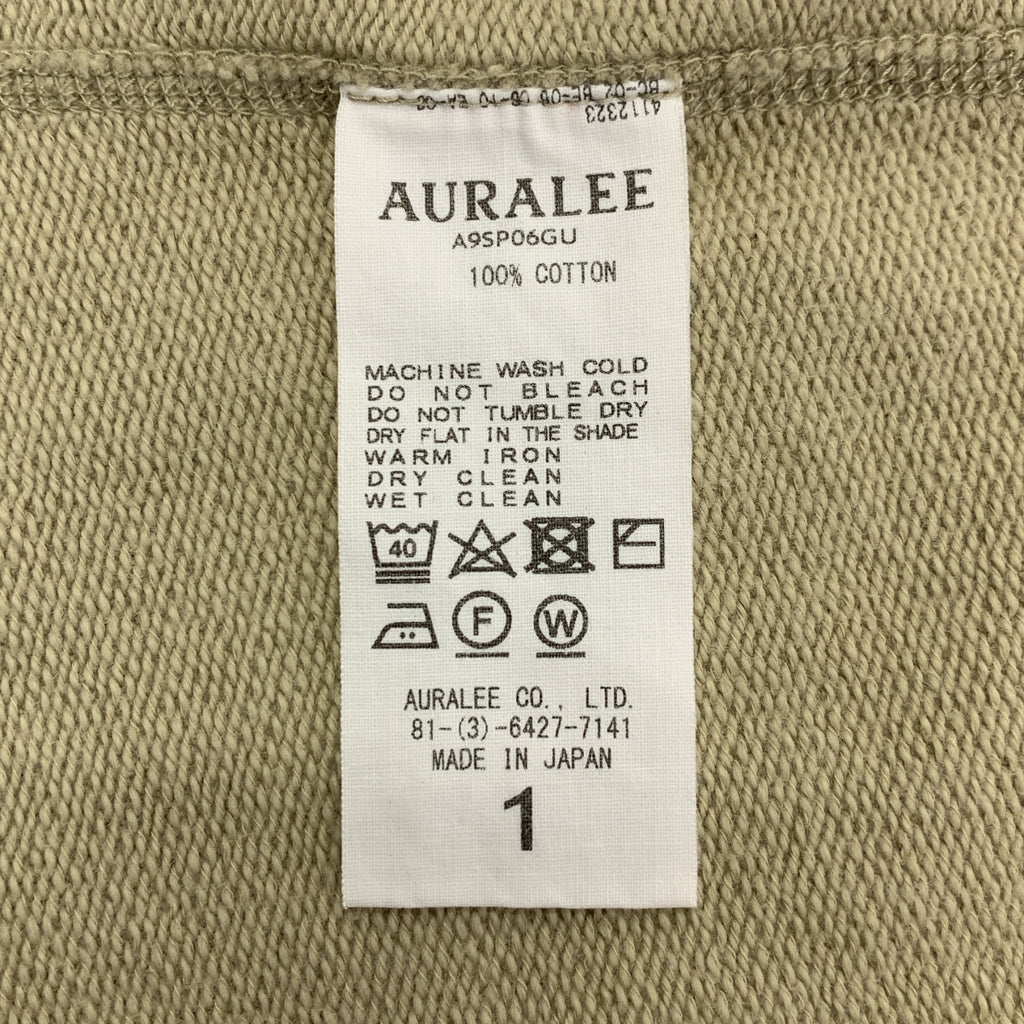 4112323
AURALEE
A9SP06GU
100% COTTON
MACHINE WASH COLD
DO NOT BLEACH
DO NOT TUMBLE DRY
DRY FLAT IN THE SHADE
WARM IRON
DRY CLEAN
WET CLEAN
40
F W
AURALEE CO., LTD.
81-(3)-6427-7141
MADE IN JAPAN
1